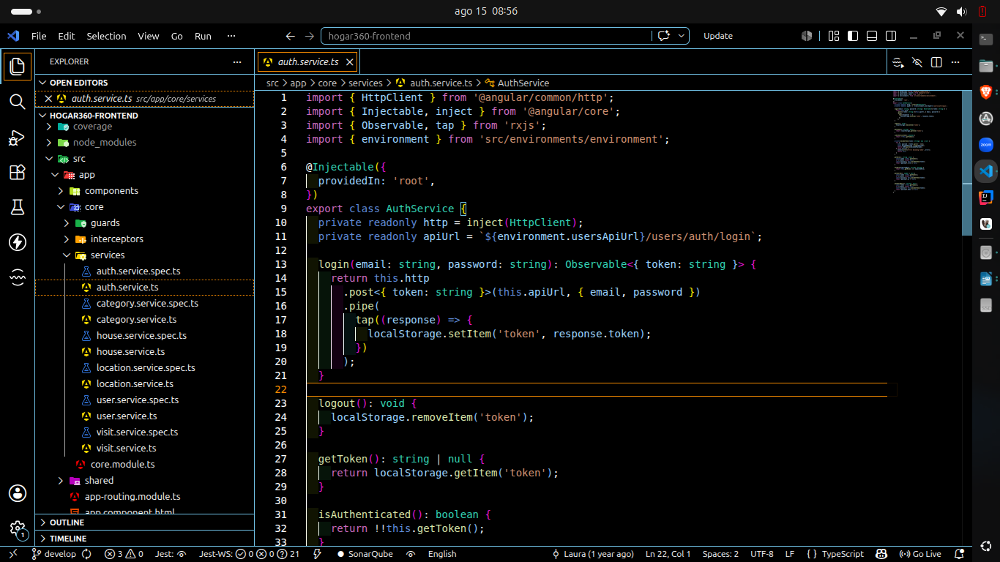 ago 15 08:56
File Edit Selection View Go Run ··· hogar360-frontend Update
EXPLORER ···
OPEN EDITORS
auth.service.ts src/app/core/services
HOGAR360-FRONTEND
coverage
node_modules
src
app
components
core
guards
interceptors
services
auth.service.spec.ts
auth.service.ts
category.service.spec.ts
category.service.ts
house.service.spec.ts
house.service.ts
location.service.spec.ts
location.service.ts
user.service.spec.ts
user.service.ts
visit.service.spec.ts
visit.service.ts
core.module.ts
shared
app-routing.module.ts
app.component.html
OUTLINE
TIMELINE
auth.service.ts
src > app > core > services > auth.service.ts > AuthService
1 import { HttpClient } from '@angular/common/http';
2 import { Injectable, inject } from '@angular/core';
3 import { Observable, tap } from 'rxjs';
4 import { environment } from 'src/environments/environment';
5
6 @Injectable({
7 providedIn: 'root',
8 })
9 export class AuthService {
10 private readonly http = inject(HttpClient);
11 private readonly apiUrl = `${environment.usersApiUrl}/users/auth/login`;
12
13 login(email: string, password: string): Observable<{ token: string }> {
14 return this.http
15 .post<{ token: string }>(this.apiUrl, { email, password })
16 .pipe(
17 tap((response) => {
18 localStorage.setItem('token', response.token);
19 })
20 );
21 }
22
23 logout(): void {
24 localStorage.removeItem('token');
25 }
26
27 getToken(): string | null {
28 return localStorage.getItem('token');
29 }
30
31 isAuthenticated(): boolean {
32 return !!this.getToken();
33 }
zoom
IJ
1
develop 3 0 Jest: Jest-WS: 0 0 21 SonarQube English Laura (1 year ago) Ln 22, Col 1 Spaces: 2 UTF-8 LF { } TypeScript Go Live